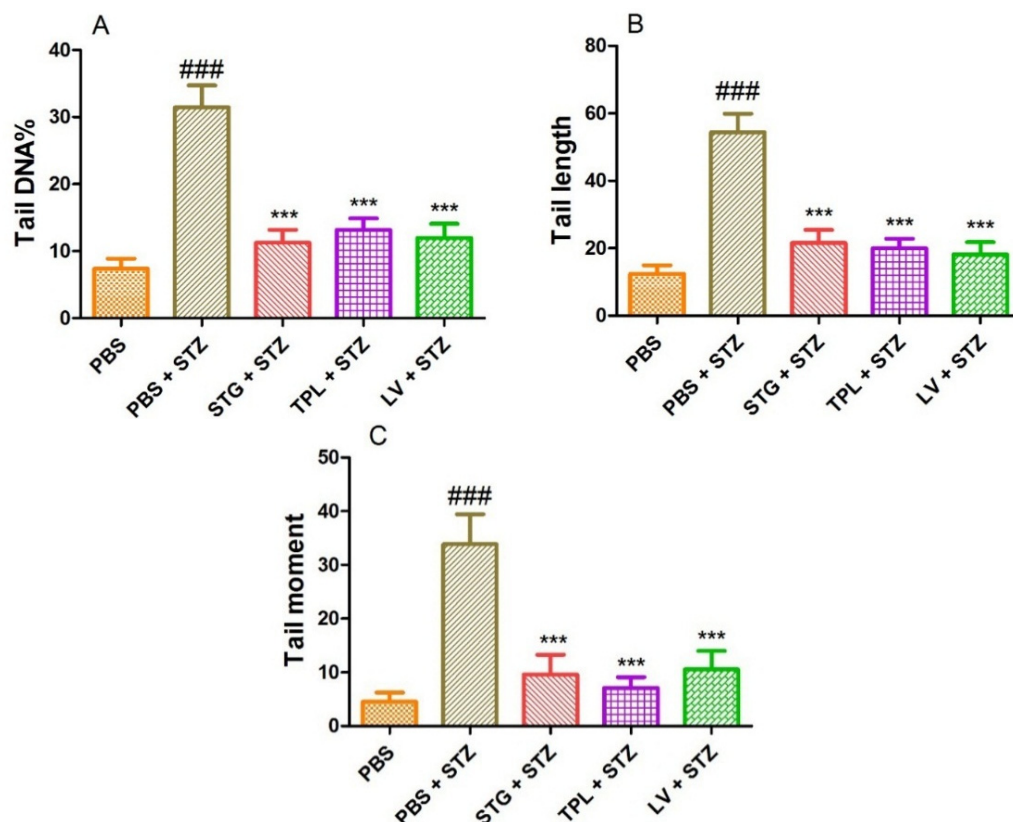 A
Tail DNA%
40
30
20
10
0
###
***
***
***
PBS
PBS + STZ
STG + STZ
TPL + STZ
LV + STZ
B
Tail length
80
60
40
20
0
###
***
***
***
PBS
PBS + STZ
STG + STZ
TPL + STZ
LV + STZ
C
Tail moment
50
40
30
20
10
0
###
***
***
***
PBS
PBS + STZ
STG + STZ
TPL + STZ
LV + STZ